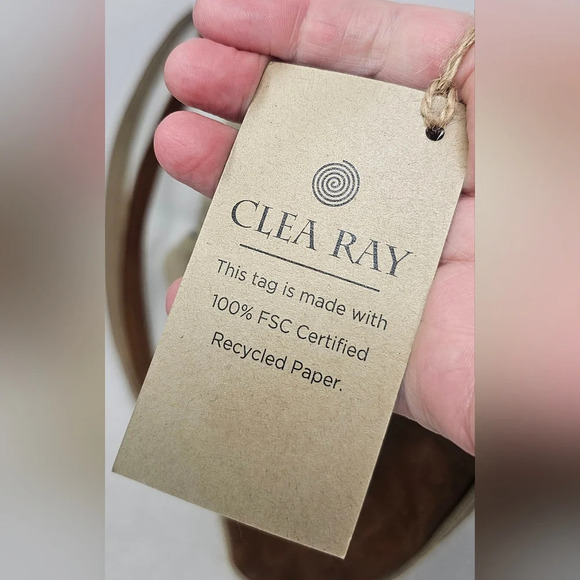 CLEA RAY
This tag is made with
100% FSC Certified
Recycled Paper.